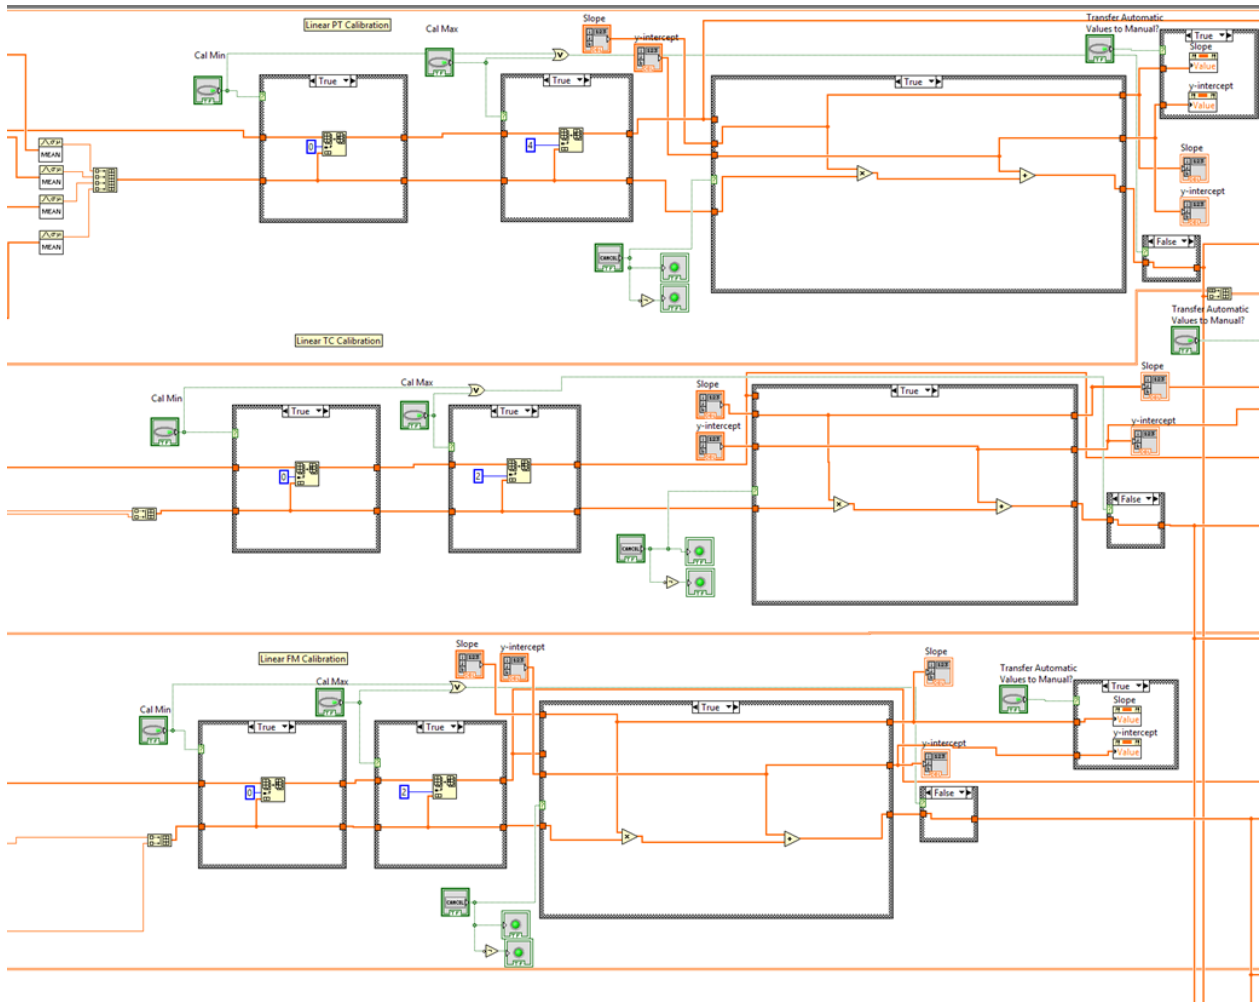 Linear PT Calibration
Cal Max
Slope
y-intercept
Transfer Automatic
Values to Manual?
True
Slope
Value
y-intercept
Value
Cal Min
True
True
True
0
4
MEAN
MEAN
MEAN
MEAN
Slope
y-intercept
CANCEL
False
Linear TC Calibration
Transfer Automatic
Values to Manual?
Cal Max
Cal Min
Slope
True
True
True
Slope
y-intercept
y-intercept
0
2
CANCEL
False
Linear FM Calibration
Slope
y-intercept
Slope
Transfer Automatic
Values to Manual?
Cal Max
True
Slope
Value
y-intercept
Value
Cal Min
True
True
True
y-intercept
0
2
False
CANCEL